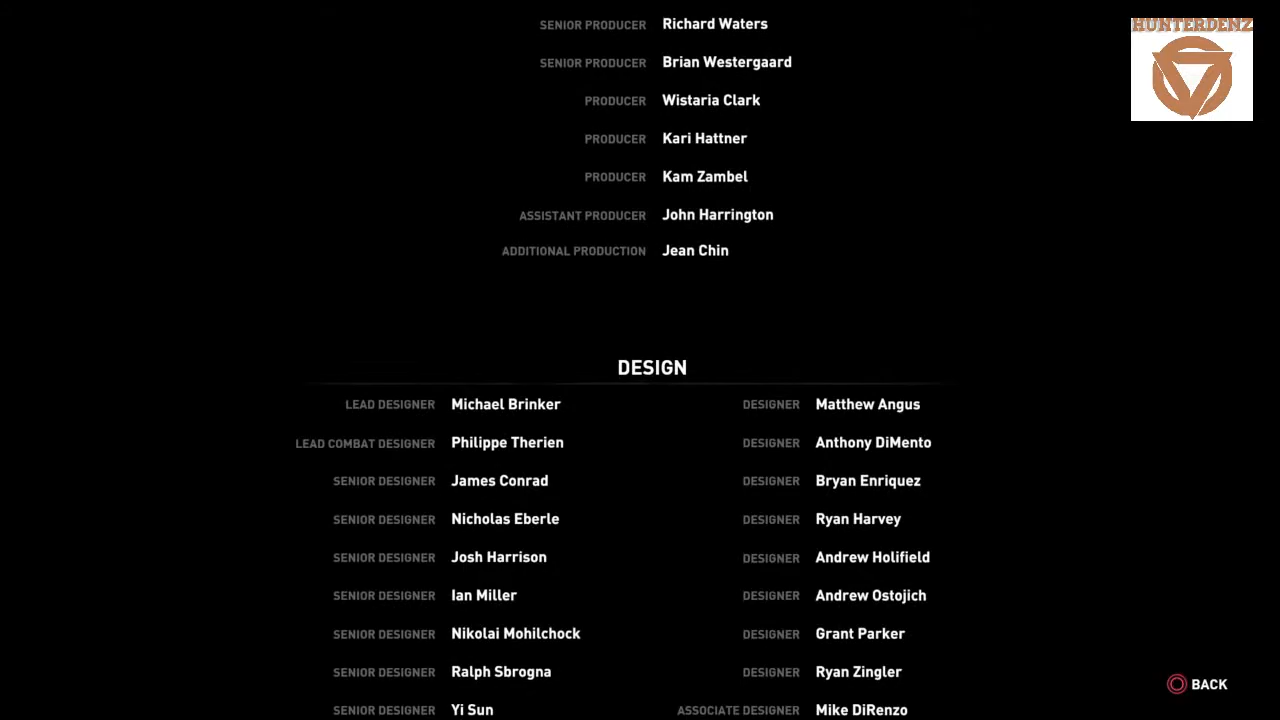 HUNTERDENZ
SENIOR PRODUCER Richard Waters
SENIOR PRODUCER Brian Westergaard
PRODUCER Wistaria Clark
PRODUCER Kari Hattner
PRODUCER Kam Zambel
ASSISTANT PRODUCER John Harrington
ADDITIONAL PRODUCTION Jean Chin
DESIGN
LEAD DESIGNER Michael Brinker DESIGNER Matthew Angus
LEAD COMBAT DESIGNER Philippe Therien DESIGNER Anthony DiMento
SENIOR DESIGNER James Conrad DESIGNER Bryan Enriquez
SENIOR DESIGNER Nicholas Eberle DESIGNER Ryan Harvey
SENIOR DESIGNER Josh Harrison DESIGNER Andrew Holifield
SENIOR DESIGNER Ian Miller DESIGNER Andrew Ostojich
SENIOR DESIGNER Nikolai Mohilchock DESIGNER Grant Parker
SENIOR DESIGNER Ralph Sbrogna DESIGNER Ryan Zingler
BACK
SENIOR DESIGNER Yi Sun ASSOCIATE DESIGNER Mike DiRenzo